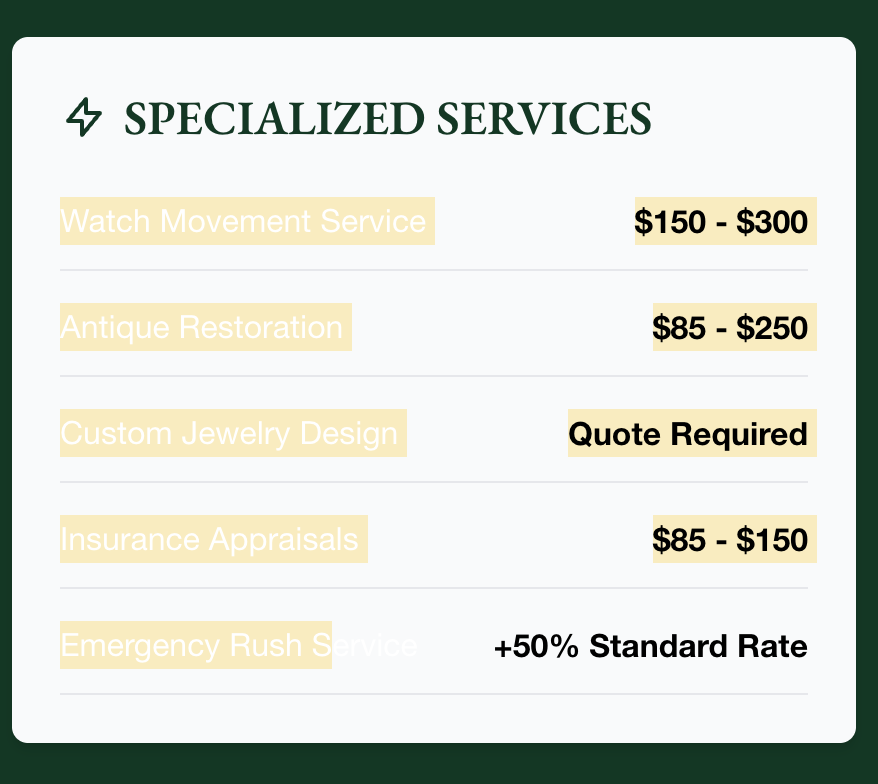 SPECIALIZED SERVICES
Watch Movement Service $150 - $300
Antique Restoration $85 - $250
Custom Jewelry Design Quote Required
Insurance Appraisals $85 - $150
Emergency Rush Service +50% Standard Rate